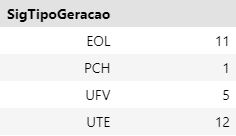 SigTipoGeracao
EOL 11
PCH 1
UFV 5
UTE 12